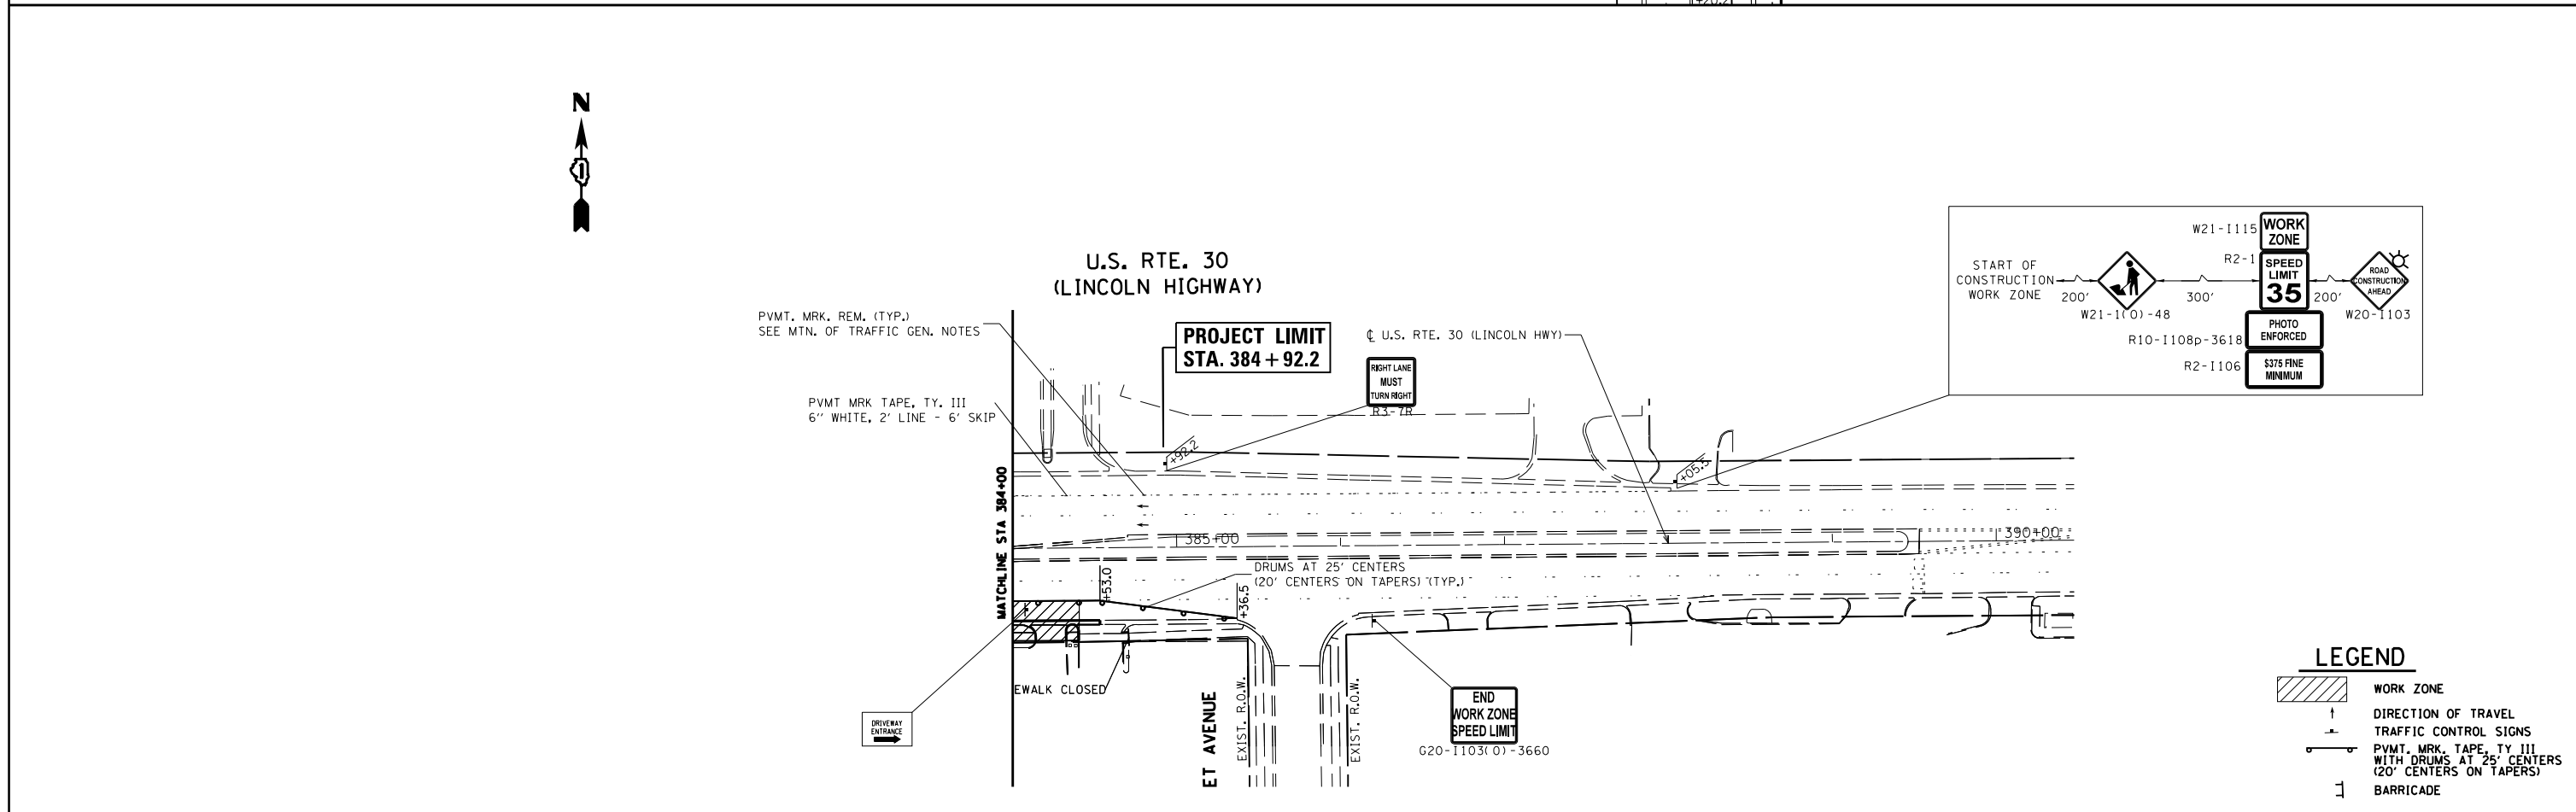 +20.2
N
U.S. RTE. 30
(LINCOLN HIGHWAY)
PVMT. MRK. REM. (TYP.)
SEE MTN. OF TRAFFIC GEN. NOTES
PROJECT LIMIT
STA. 384 + 92.2
℄ U.S. RTE. 30 (LINCOLN HWY)
RIGHT LANE
MUST
TURN RIGHT
R3-7R
PVMT MRK TAPE, TY. III
6" WHITE, 2' LINE - 6' SKIP
START OF
CONSTRUCTION
WORK ZONE
200'
W21-1(O)-48
300'
W21-I115
WORK
ZONE
R2-1
SPEED
LIMIT
35
200'
ROAD
CONSTRUCTION
AHEAD
W20-I103
R10-I108p-3618
PHOTO
ENFORCED
R2-I106
$375 FINE
MINIMUM
+92.2
+05.5
MATCHLINE STA 384+00
385+00
390+00
DRUMS AT 25' CENTERS
(20' CENTERS ON TAPERS) (TYP.)
+53.0
+36.5
EWALK CLOSED
DRIVEWAY
ENTRANCE
ET AVENUE
EXIST. R.O.W.
EXIST. R.O.W.
END
WORK ZONE
SPEED LIMIT
G20-I103(O)-3660
LEGEND
WORK ZONE
DIRECTION OF TRAVEL
TRAFFIC CONTROL SIGNS
PVMT. MRK. TAPE, TY III
WITH DRUMS AT 25' CENTERS
(20' CENTERS ON TAPERS)
BARRICADE